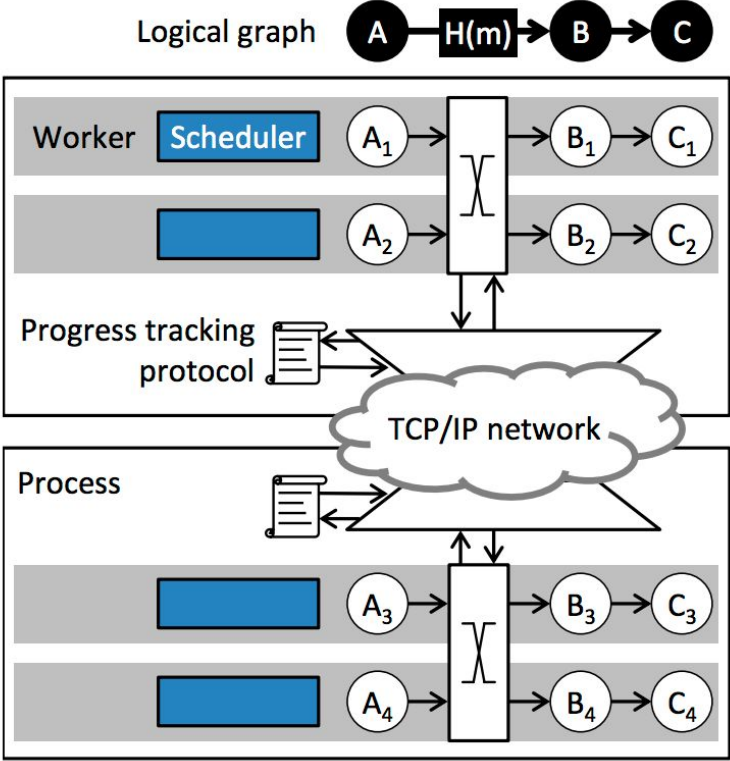 Logical graph A H(m) B C
Worker Scheduler A₁ B₁ C₁
A₂ B₂ C₂
Progress tracking
protocol
TCP/IP network
Process
A₃ B₃ C₃
A₄ B₄ C₄